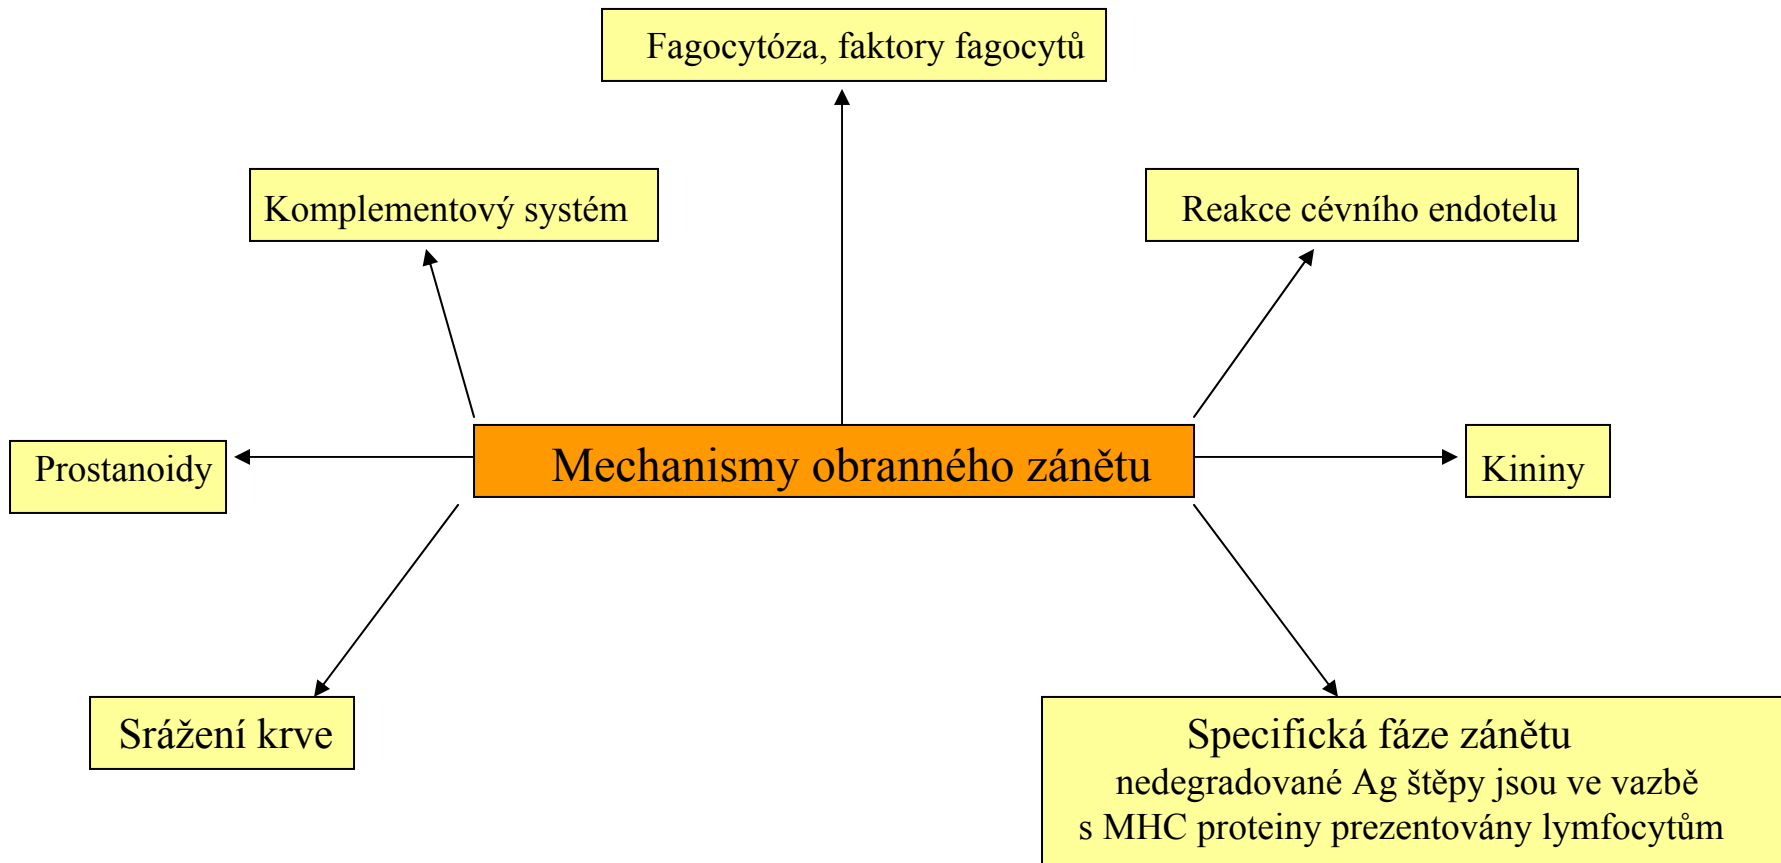 Fagocytóza, faktory fagocytů
Komplementový systém
Reakce cévního endotelu
Prostanoidy
Mechanismy obranného zánětu
Kininy
Srážení krve
Specifická fáze zánětu
nedegradované Ag štěpy jsou ve vazbě
s MHC proteiny prezentovány lymfocytům